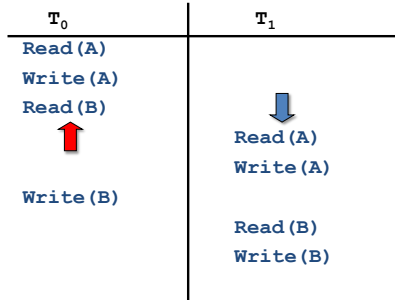 T0 T1
Read(A)
Write(A)
Read(B)
Read(A)
Write(A)
Write(B)
Read(B)
Write(B)